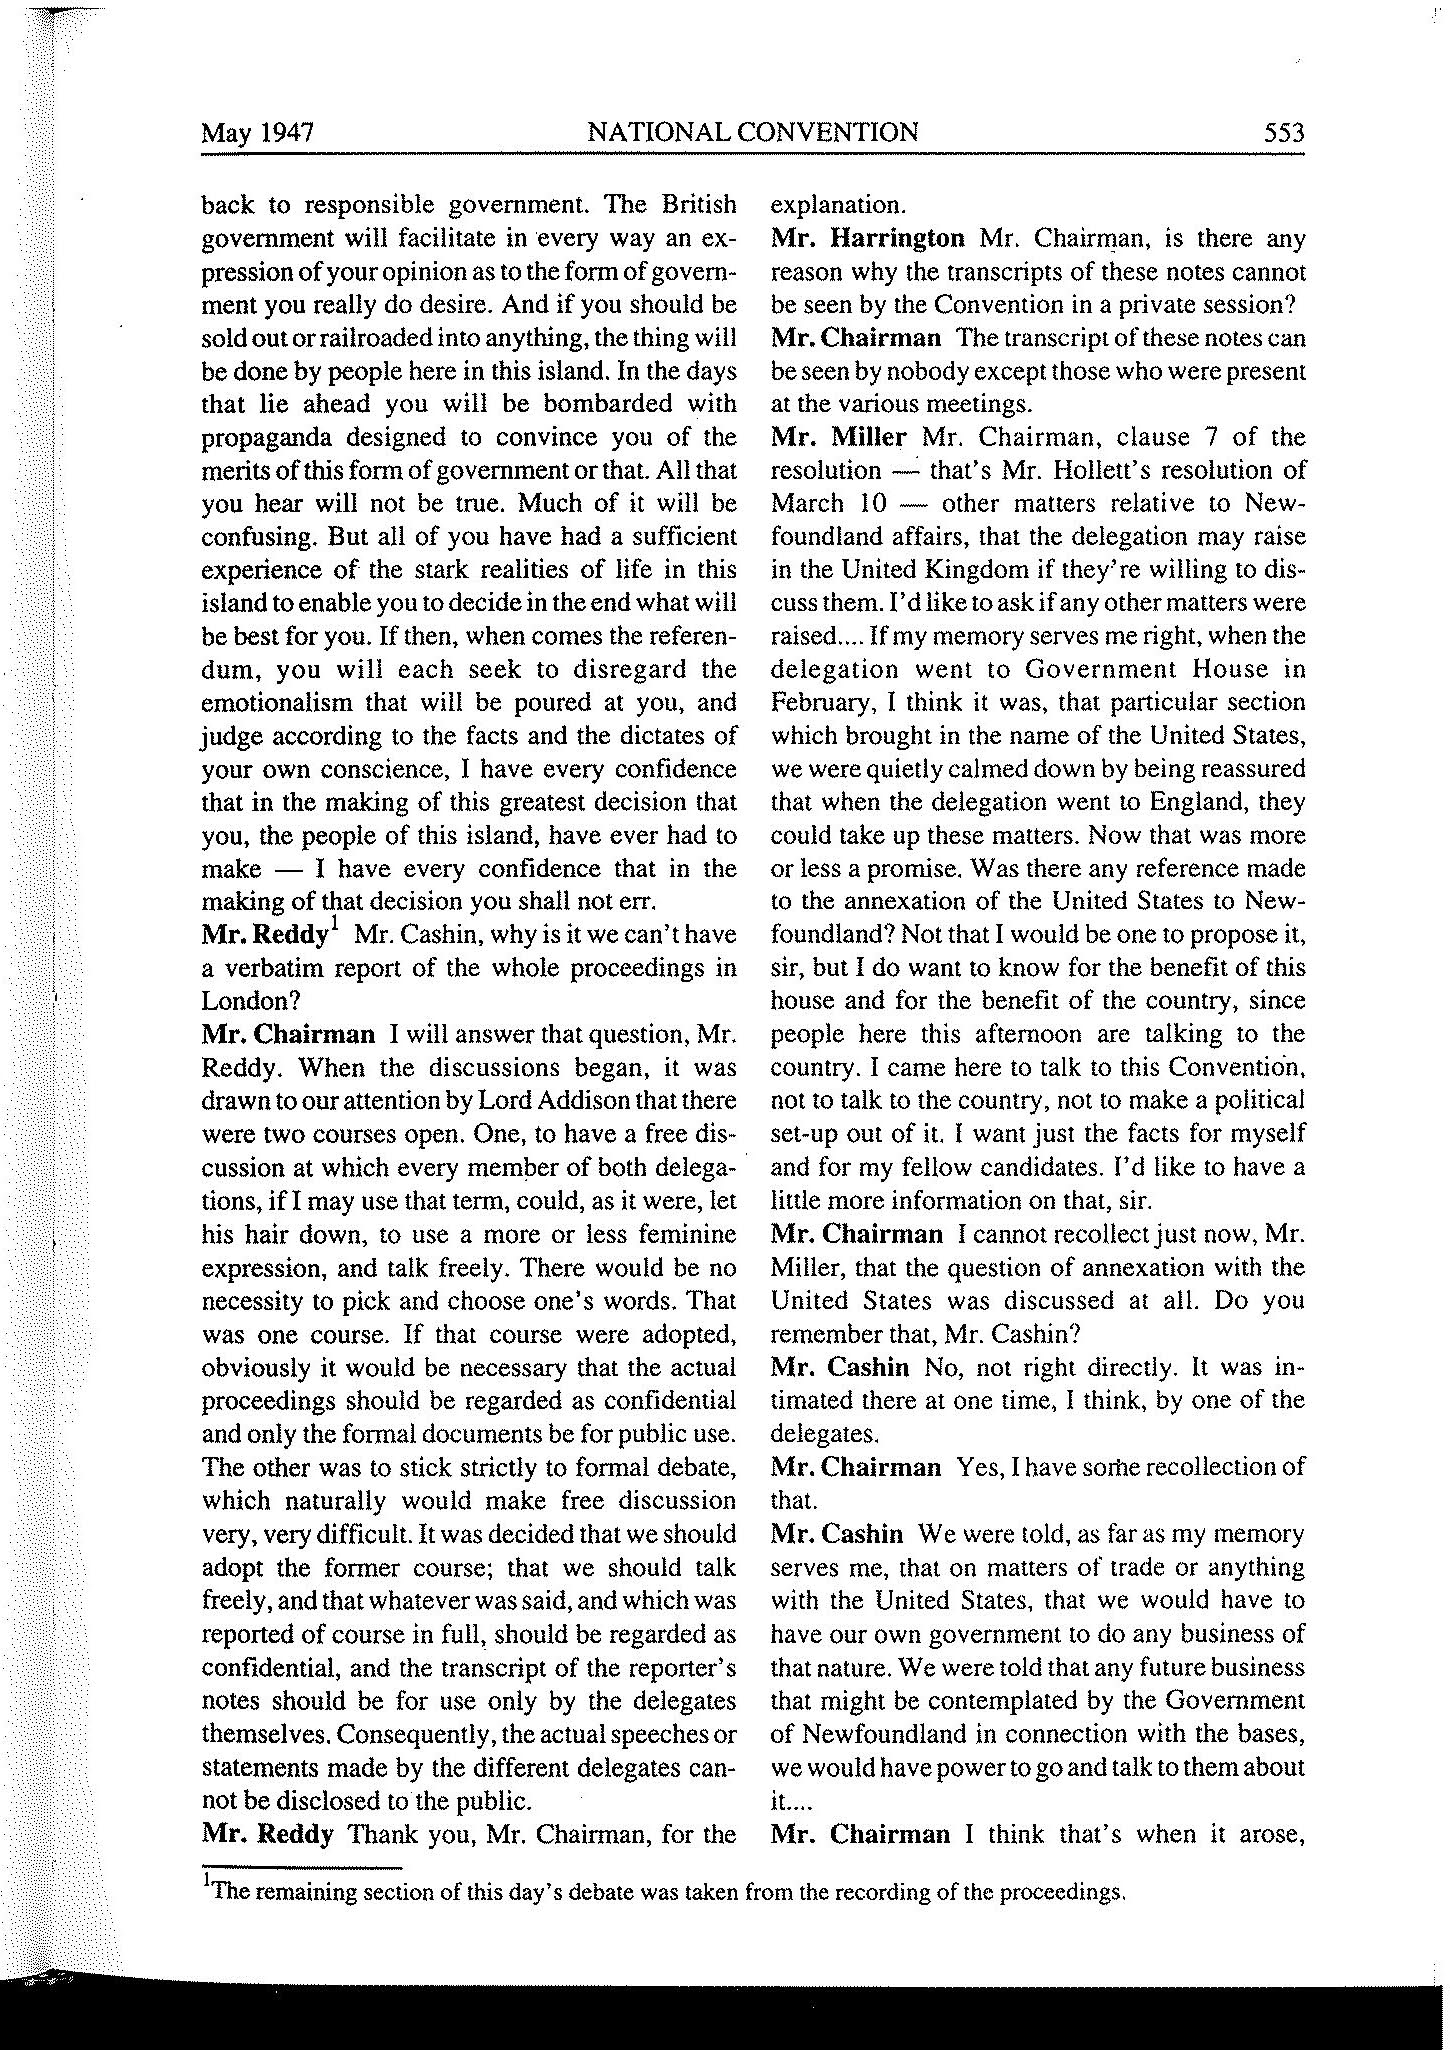 May 1947 NATIONAL CONVENTION 553
back to responsible government. The British
government will facilitate in every way an ex-
pression of your opinion as to the form of govern-
ment you really do desire. And if you should be
sold out or railroaded into anything, the thing will
be done by people here in this island. In the days
that lie ahead you will be bombarded with
propaganda designed to convince you of the
merits of this form of government or that. All that
you hear will not be true. Much of it will be
confusing. But all of you have had a sufficient
experience of the stark realities of life in this
island to enable you to decide in the end what will
be best for you. If then, when comes the referen-
dum, you will each seek to disregard the
emotionalism that will be poured at you, and
judge according to the facts and the dictates of
your own conscience, I have every confidence
that in the making of this greatest decision that
you, the people of this island, have ever had to
make — I have every confidence that in the
making of that decision you shall not err.
Mr. Reddy1 Mr. Cashin, why is it we can't have
a verbatim report of the whole proceedings in
London?
Mr. Chairman I will answer that question, Mr.
Reddy. When the discussions began, it was
drawn to our attention by Lord Addison that there
were two courses open. One, to have a free dis-
cussion at which every member of both delega-
tions, if I may use that term, could, as it were, let
his hair down, to use a more or less feminine
expression, and talk freely. There would be no
necessity to pick and choose one's words. That
was one course. If that course were adopted,
obviously it would be necessary that the actual
proceedings should be regarded as confidential
and only the formal documents be for public use.
The other was to stick strictly to formal debate,
which naturally would make free discussion
very, very difficult. It was decided that we should
adopt the former course; that we should talk
freely, and that whatever was said, and which was
reported of course in full, should be regarded as
confidential, and the transcript of the reporter's
notes should be for use only by the delegates
themselves. Consequently, the actual speeches or
statements made by the different delegates can-
not be disclosed to the public.
Mr. Reddy Thank you, Mr. Chairman, for the
explanation.
Mr. Harrington Mr. Chairman, is there any
reason why the transcripts of these notes cannot
be seen by the Convention in a private session?
Mr. Chairman The transcript of these notes can
be seen by nobody except those who were present
at the various meetings.
Mr. Miller Mr. Chairman, clause 7 of the
resolution — that's Mr. Hollett's resolution of
March 10 — other matters relative to New-
foundland affairs, that the delegation may raise
in the United Kingdom if they're willing to dis-
cuss them. I'd like to ask if any other matters were
raised.... If my memory serves me right, when the
delegation went to Government House in
February, I think it was, that particular section
which brought in the name of the United States,
we were quietly calmed down by being reassured
that when the delegation went to England, they
could take up these matters. Now that was more
or less a promise. Was there any reference made
to the annexation of the United States to New-
foundland? Not that I would be one to propose it,
sir, but I do want to know for the benefit of this
house and for the benefit of the country, since
people here this afternoon are talking to the
country. I came here to talk to this Convention,
not to talk to the country, not to make a political
set-up out of it. I want just the facts for myself
and for my fellow candidates. I'd like to have a
little more information on that, sir.
Mr. Chairman I cannot recollect just now, Mr.
Miller, that the question of annexation with the
United States was discussed at all. Do you
remember that, Mr. Cashin?
Mr. Cashin No, not right directly. It was in-
timated there at one time, I think, by one of the
delegates.
Mr. Chairman Yes, I have some recollection of
that.
Mr. Cashin We were told, as far as my memory
serves me, that on matters of trade or anything
with the United States, that we would have to
have our own government to do any business of
that nature. We were told that any future business
that might be contemplated by the Government
of Newfoundland in connection with the bases,
we would have power to go and talk to them about
it....
Mr. Chairman I think that's when it arose,
1The remaining section of this day's debate was taken from the recording of the proceedings.